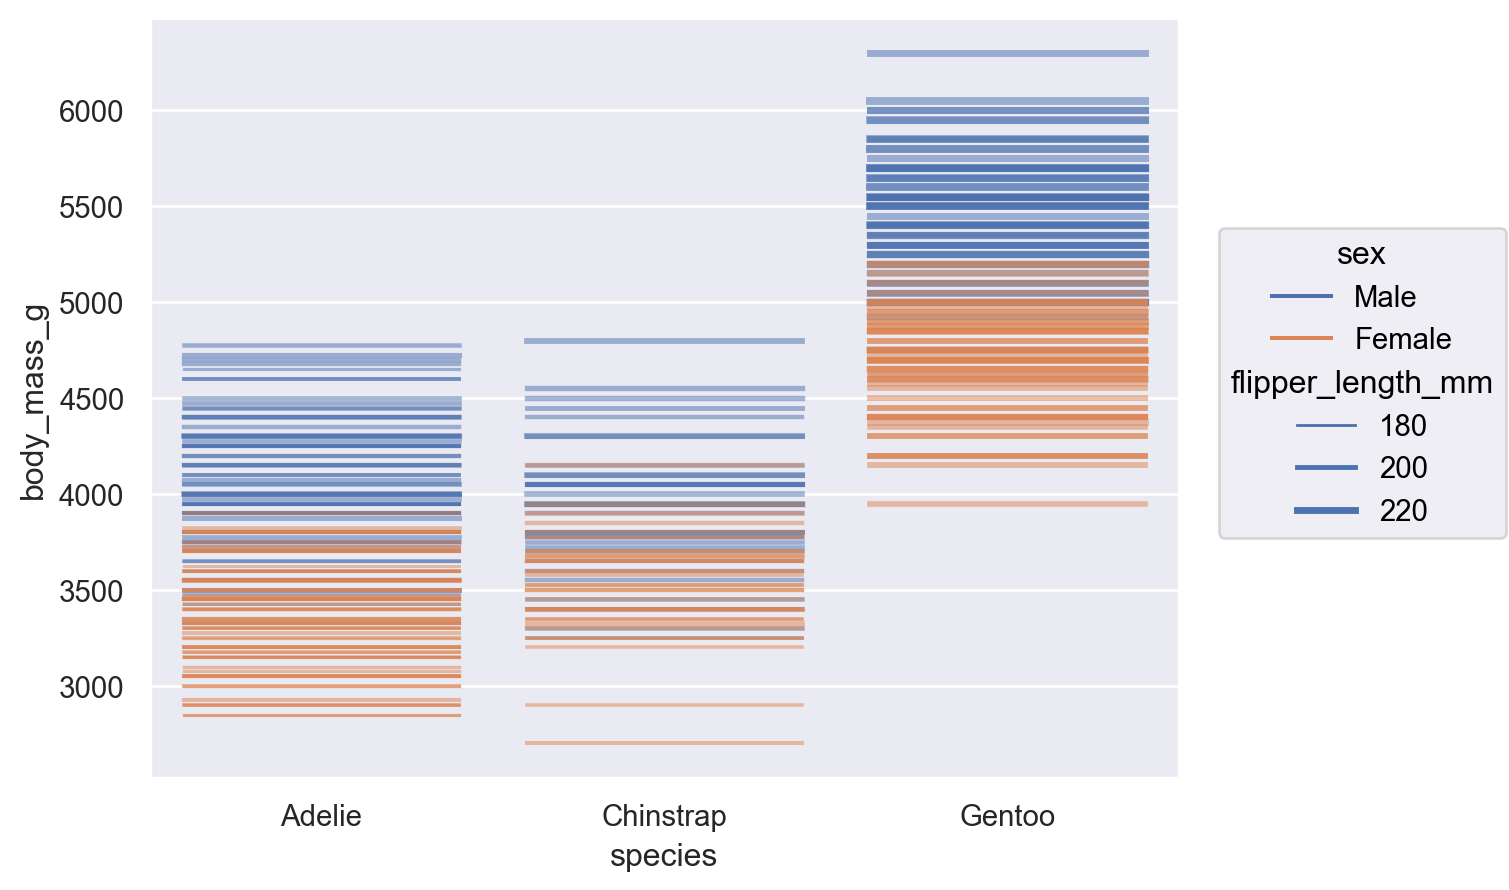 6000
5500
5000
4500
4000
3500
3000
body_mass_g
Adelie
Chinstrap
Gentoo
species
sex
Male
Female
flipper_length_mm
180
200
220